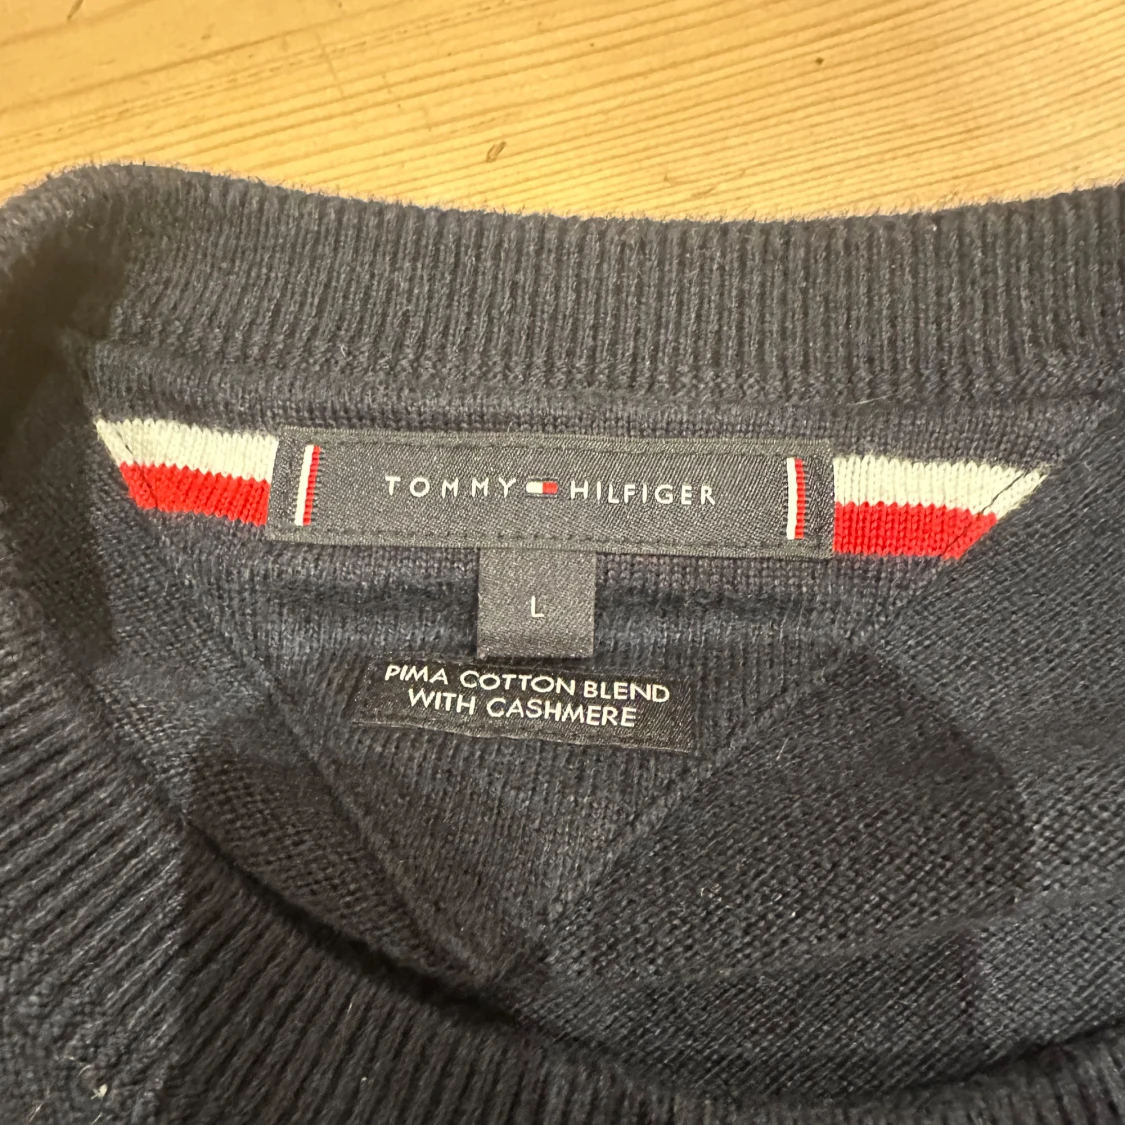 TOMMY HILFIGER
L
PIMA COTTON BLEND
WITH CASHMERE